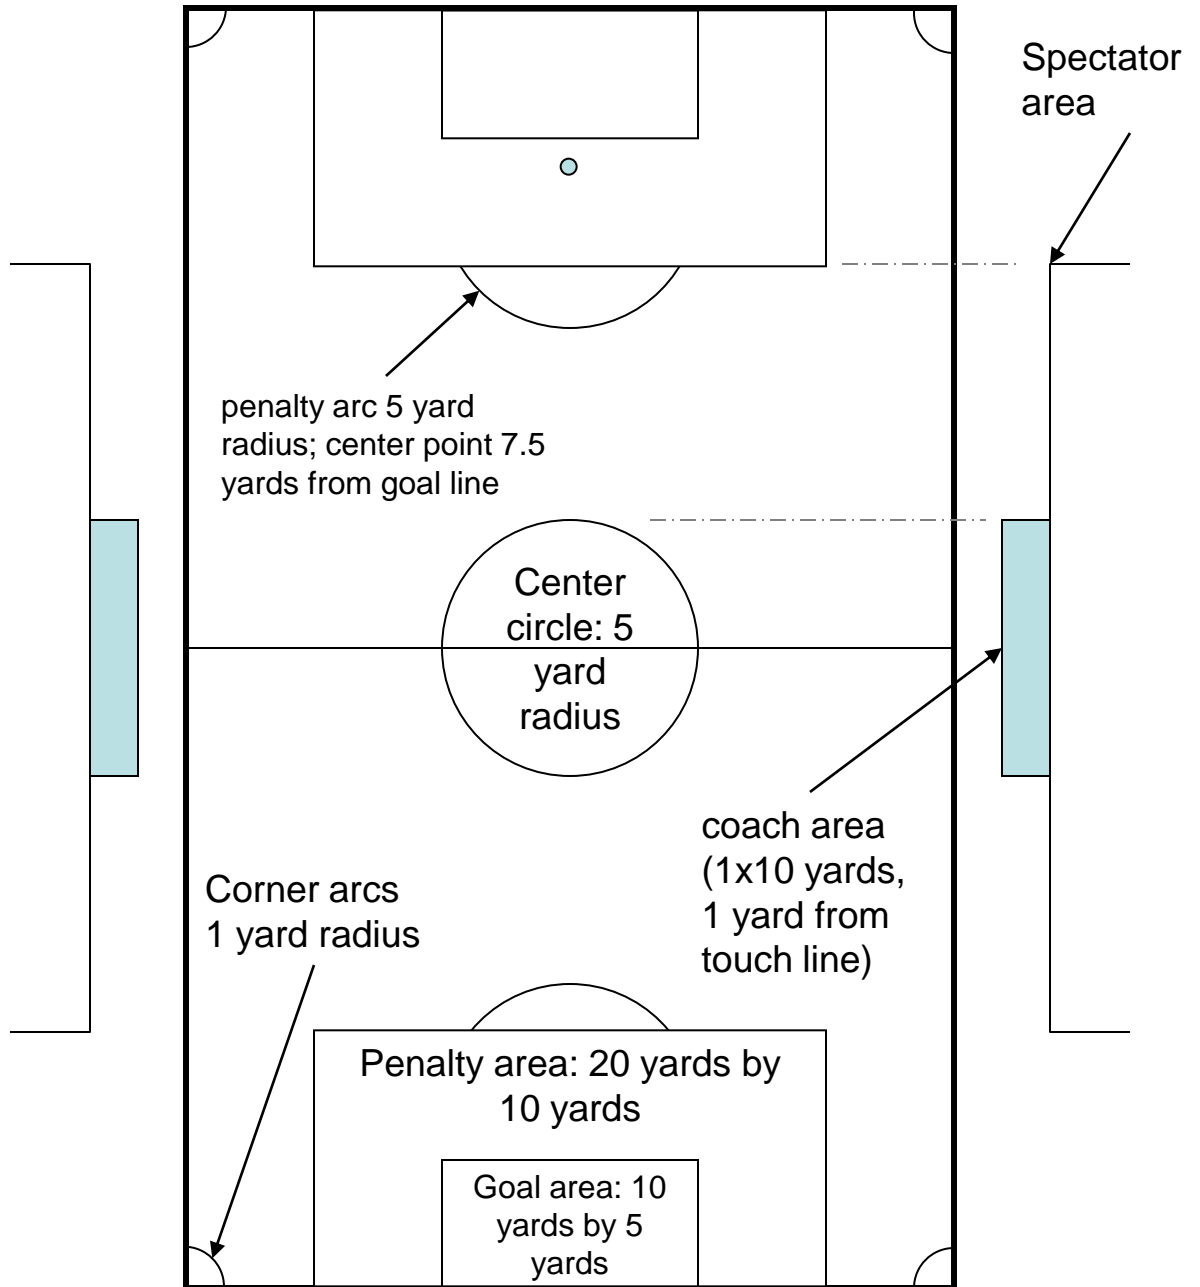 Spectator
area
penalty arc 5 yard
radius; center point 7.5
yards from goal line
Center
circle: 5
yard
radius
coach area
(1x10 yards,
1 yard from
touch line)
Corner arcs
1 yard radius
Penalty area: 20 yards by
10 yards
Goal area: 10
yards by 5
yards